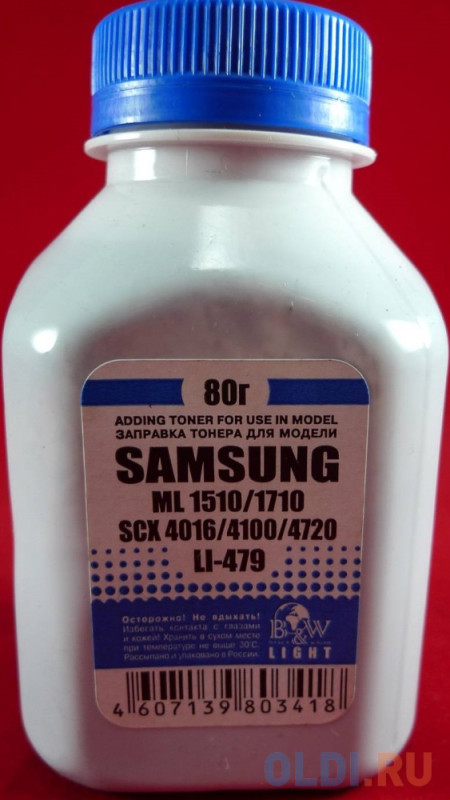 80г
ADDING TONER FOR USE IN MODEL
ЗАПРАВКА ТОНЕРА ДЛЯ МОДЕЛИ
SAMSUNG
ML 1510/1710
SCX 4016/4100/4720
LI-479
Осторожно! Не вдыхать!
Избегать контакта с глазами
и кожей! Хранить в сухом месте
при температуре не выше 30°С.
Рассыпано и упаковано в России.
B&W
LIGHT
4 607139 803418
OLDI.RU